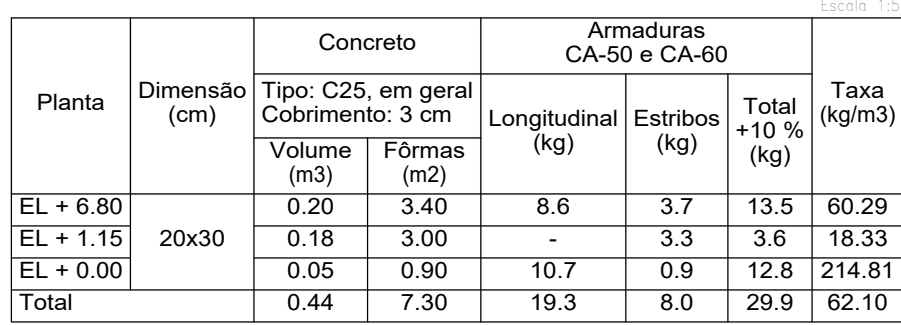 Escala 1:5
Planta Dimensão (cm) Concreto Armaduras CA-50 e CA-60 Taxa (kg/m3)
Tipo: C25, em geral
Cobrimento: 3 cm
Longitudinal (kg) Estribos (kg) Total +10 % (kg)
Volume (m3) Fôrmas (m2)
EL + 6.80 20x30 0.20 3.40 8.6 3.7 13.5 60.29
EL + 1.15 0.18 3.00 - 3.3 3.6 18.33
EL + 0.00 0.05 0.90 10.7 0.9 12.8 214.81
Total 0.44 7.30 19.3 8.0 29.9 62.10